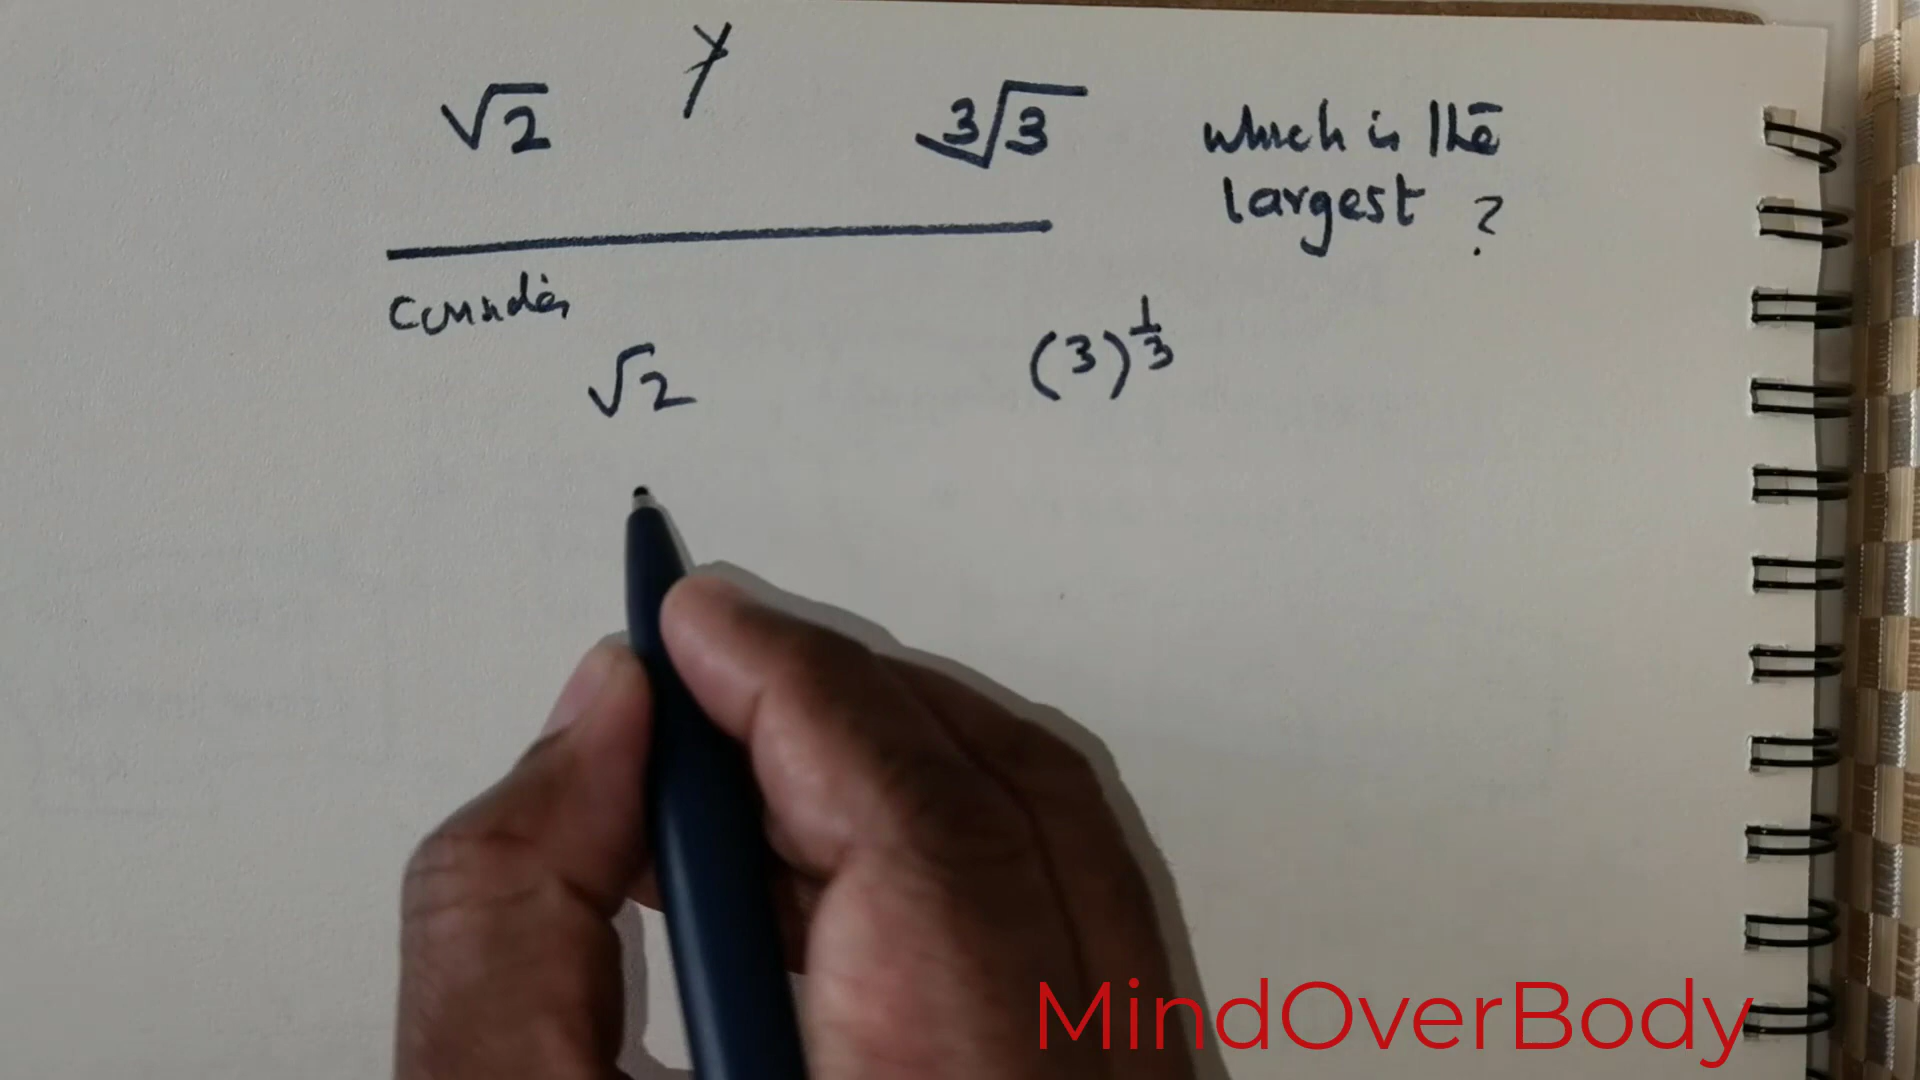 √2 ∛3 which is the
largest ?
Consider
√2 (3)^{1/3}
MindOverBody